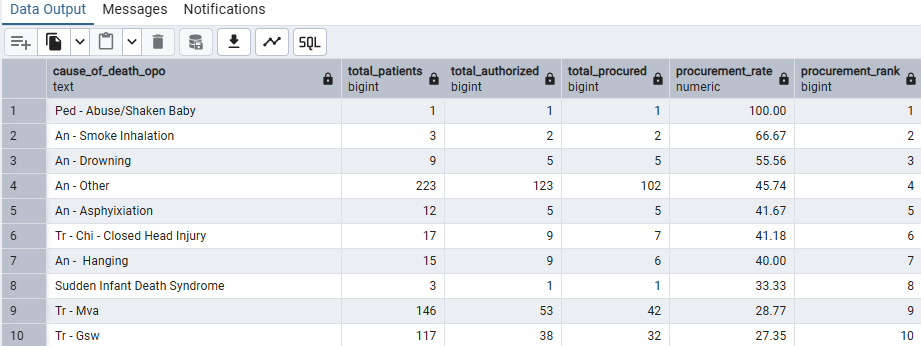 Data Output Messages Notifications
SQL
cause_of_death_opo total_patients total_authorized total_procured procurement_rate procurement_rank
text bigint bigint bigint numeric bigint
1 Ped - Abuse/Shaken Baby 1 1 1 100.00 1
2 An - Smoke Inhalation 3 2 2 66.67 2
3 An - Drowning 9 5 5 55.56 3
4 An - Other 223 123 102 45.74 4
5 An - Asphyixiation 12 5 5 41.67 5
6 Tr - Chi - Closed Head Injury 17 9 7 41.18 6
7 An -  Hanging 15 9 6 40.00 7
8 Sudden Infant Death Syndrome 3 1 1 33.33 8
9 Tr - Mva 146 53 42 28.77 9
10 Tr - Gsw 117 38 32 27.35 10